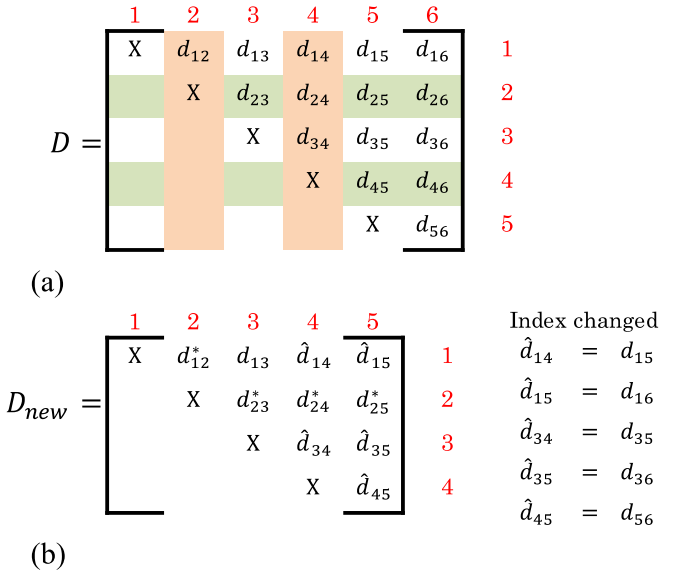 1 2 3 4 5 6
X d₁₂ d₁₃ d₁₄ d₁₅ d₁₆ 1
X d₂₃ d₂₄ d₂₅ d₂₆ 2
D = X d₃₄ d₃₅ d₃₆ 3
X d₄₅ d₄₆ 4
X d₅₆ 5
(a)
1 2 3 4 5
Index changed
X d*₁₂ d₁₃ d̂₁₄ d̂₁₅ 1
d̂₁₄ = d₁₅
D_new = X d*₂₃ d*₂₄ d*₂₅ 2
d̂₁₅ = d₁₆
X d̂₃₄ d̂₃₅ 3
d̂₃₄ = d₃₅
X d̂₄₅ 4
d̂₃₅ = d₃₆
d̂₄₅ = d₅₆
(b)